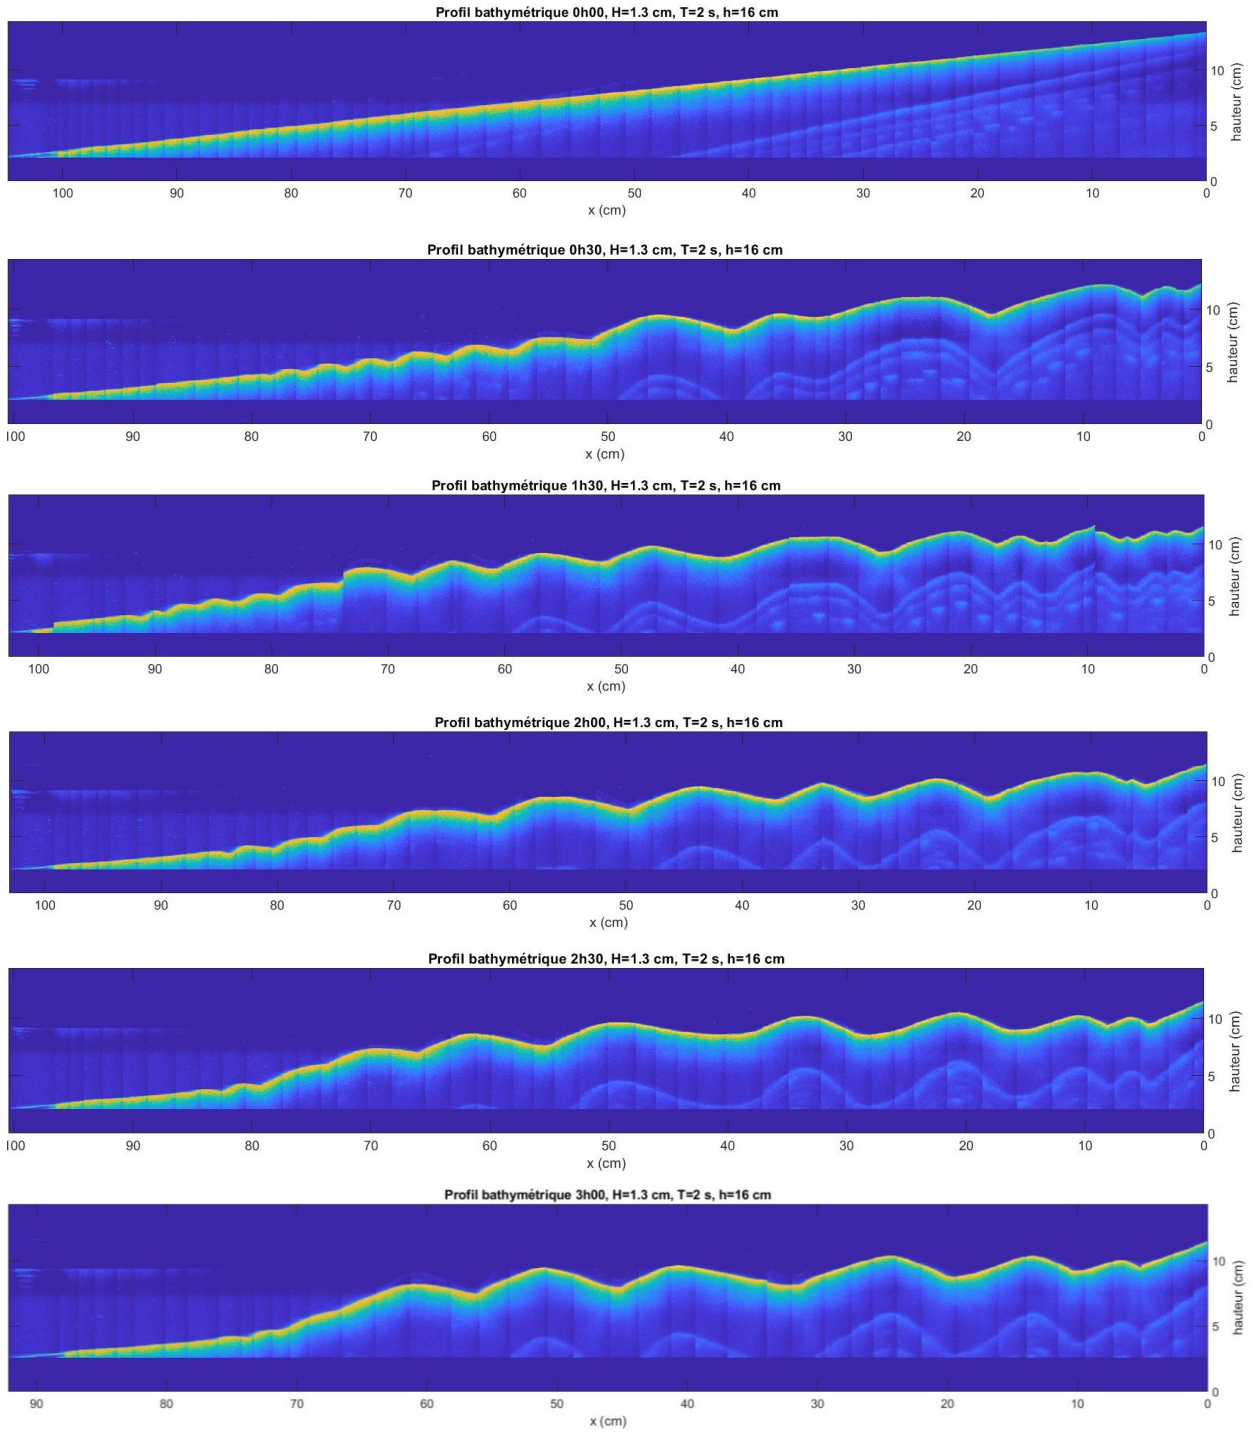 Profil bathymétrique 0h00, H=1.3 cm, T=2 s, h=16 cm
10
5
0
hauteur (cm)
100 90 80 70 60 50 40 30 20 10 0
x (cm)
Profil bathymétrique 0h30, H=1.3 cm, T=2 s, h=16 cm
10
5
0
hauteur (cm)
100 90 80 70 60 50 40 30 20 10 0
x (cm)
Profil bathymétrique 1h30, H=1.3 cm, T=2 s, h=16 cm
10
5
0
hauteur (cm)
100 90 80 70 60 50 40 30 20 10 0
x (cm)
Profil bathymétrique 2h00, H=1.3 cm, T=2 s, h=16 cm
10
5
0
hauteur (cm)
100 90 80 70 60 50 40 30 20 10 0
x (cm)
Profil bathymétrique 2h30, H=1.3 cm, T=2 s, h=16 cm
10
5
0
hauteur (cm)
100 90 80 70 60 50 40 30 20 10 0
x (cm)
Profil bathymétrique 3h00, H=1.3 cm, T=2 s, h=16 cm
10
5
0
hauteur (cm)
90 80 70 60 50 40 30 20 10 0
x (cm)